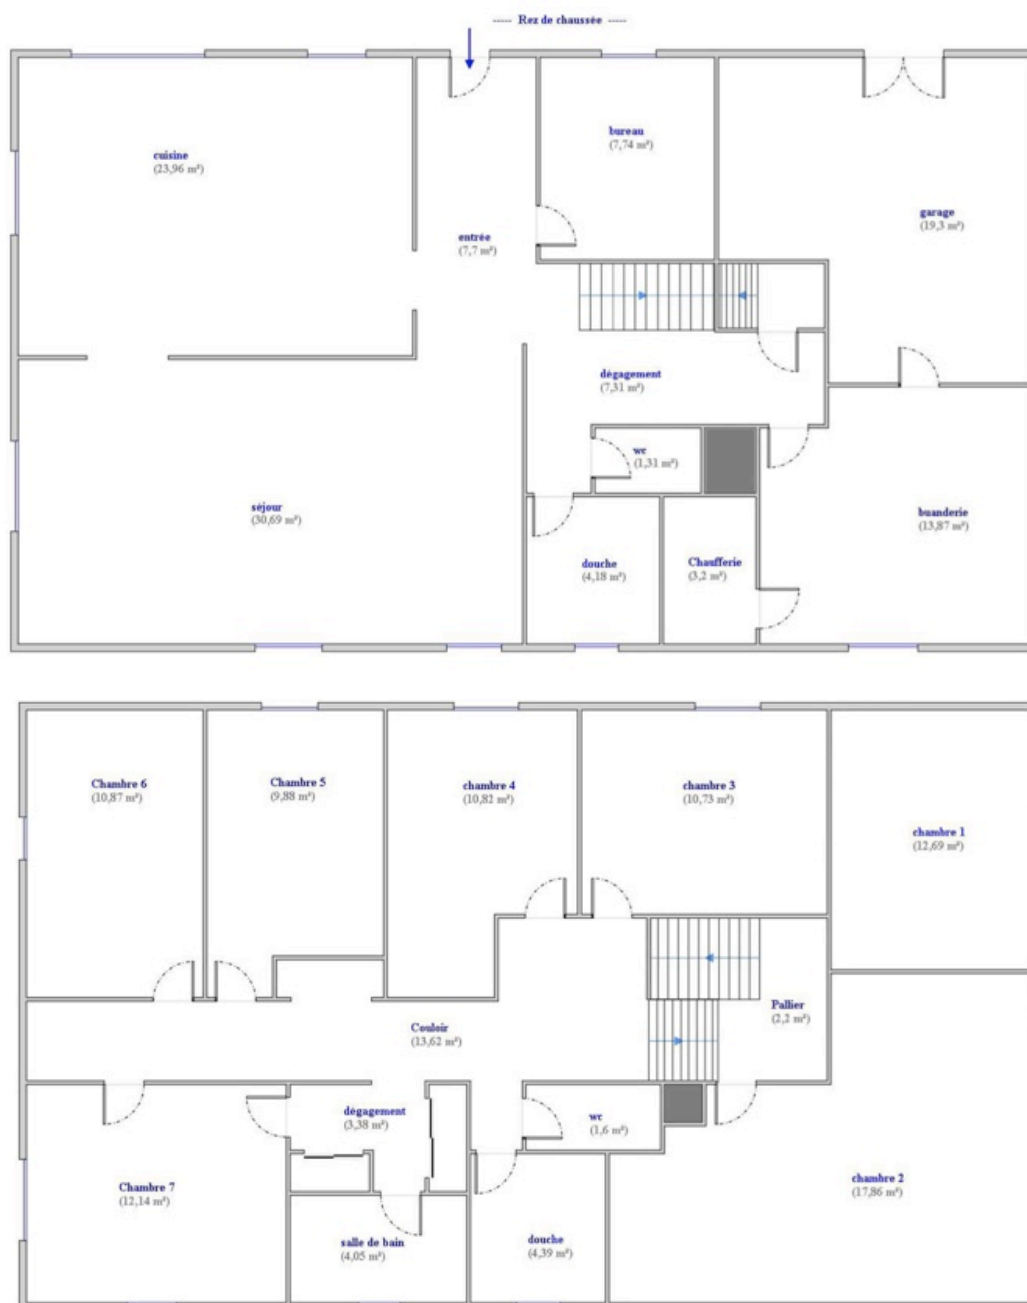 ----- Rez de chaussée -----
cuisine
(23,96 m²)
bureau
(7,74 m²)
garage
(19,3 m²)
entrée
(7,7 m²)
dégagement
(7,31 m²)
wc
(1,31 m²)
séjour
(30,69 m²)
buanderie
(13,87 m²)
douche
(4,18 m²)
Chaufferie
(3,2 m²)
Chambre 6
(10,87 m²)
Chambre 5
(9,88 m²)
chambre 4
(10,82 m²)
chambre 3
(10,73 m²)
chambre 1
(12,69 m²)
Pallier
(2,2 m²)
Couloir
(13,62 m²)
dégagement
(3,38 m²)
wc
(1,6 m²)
Chambre 7
(12,14 m²)
chambre 2
(17,86 m²)
salle de bain
(4,05 m²)
douche
(4,39 m²)